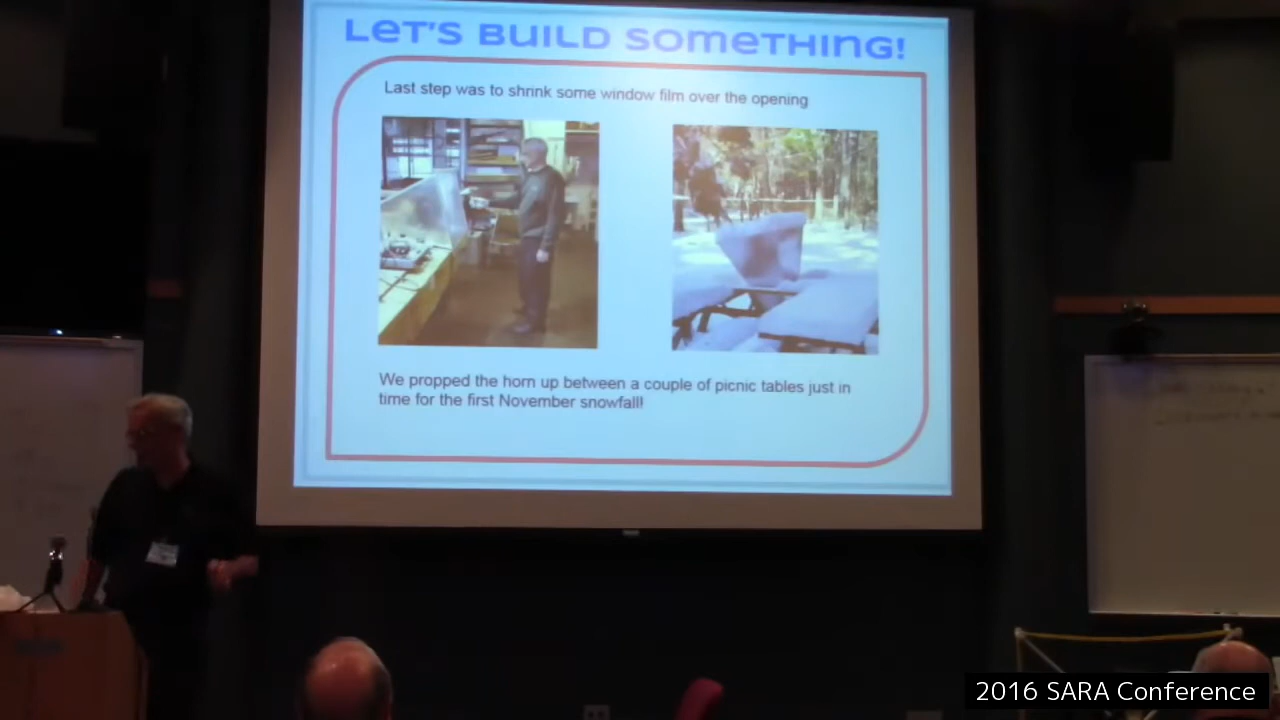 LET'S BUILD SOMETHING!
Last step was to shrink some window film over the opening
We propped the horn up between a couple of picnic tables just in
time for the first November snowfall!
2016 SARA Conference